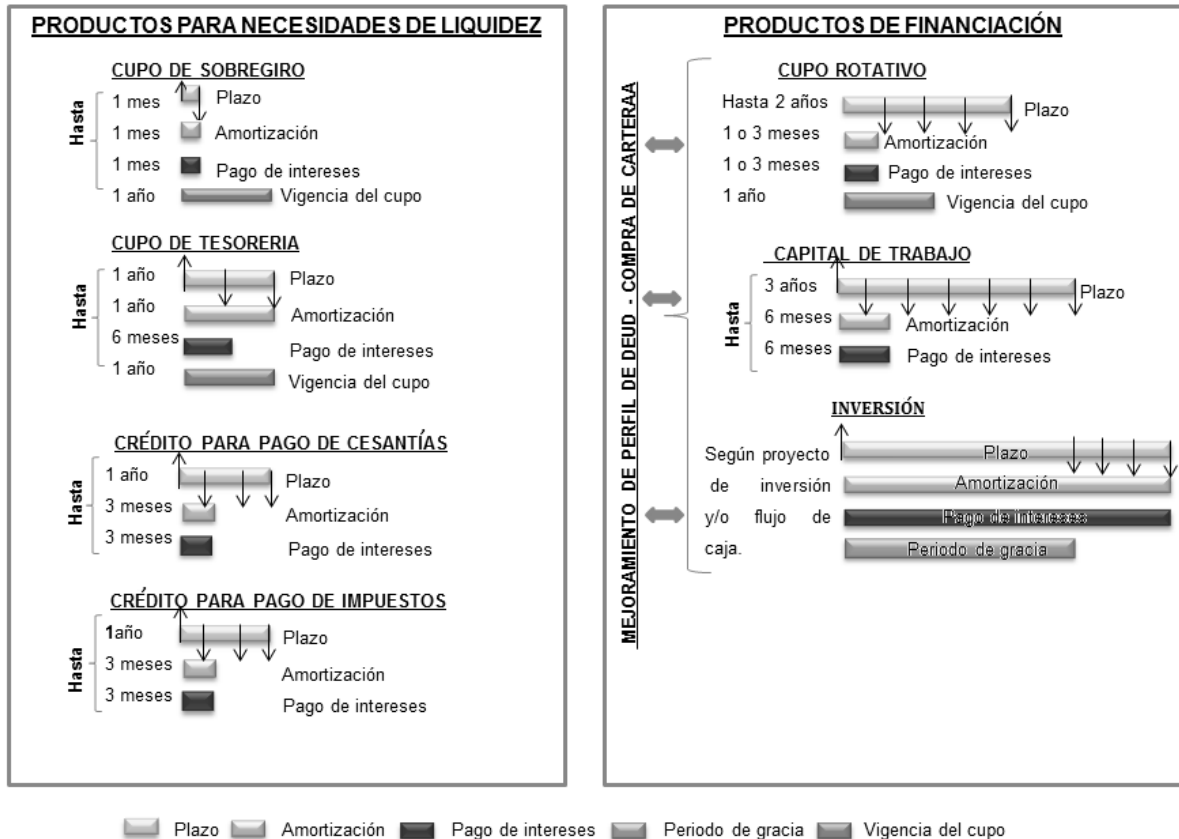 PRODUCTOS PARA NECESIDADES DE LIQUIDEZ
CUPO DE SOBREGIRO
Hasta
1 mes
Plazo
1 mes
Amortización
1 mes
Pago de intereses
1 año
Vigencia del cupo
CUPO DE TESORERIA
Hasta
1 año
Plazo
1 año
Amortización
6 meses
Pago de intereses
1 año
Vigencia del cupo
CRÉDITO PARA PAGO DE CESANTÍAS
Hasta
1 año
Plazo
3 meses
Amortización
3 meses
Pago de intereses
CRÉDITO PARA PAGO DE IMPUESTOS
Hasta
1año
Plazo
3 meses
Amortización
3 meses
Pago de intereses
PRODUCTOS DE FINANCIACIÓN
MEJORAMIENTO DE PERFIL DE DEUD - COMPRA DE CARTERAA
CUPO ROTATIVO
Hasta 2 años
Plazo
1 o 3 meses
Amortización
1 o 3 meses
Pago de intereses
1 año
Vigencia del cupo
CAPITAL DE TRABAJO
Hasta
3 años
Plazo
6 meses
Amortización
6 meses
Pago de intereses
INVERSIÓN
Según proyecto
de inversión
y/o flujo de
caja.
Plazo
Amortización
Pago de intereses
Periodo de gracia
Plazo Amortización Pago de intereses Periodo de gracia Vigencia del cupo